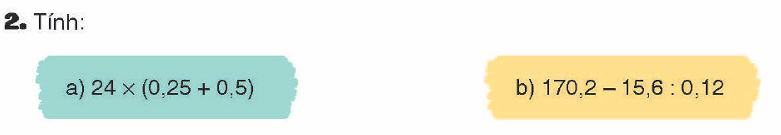 2. Tính:
a) 24 × (0,25 + 0,5)
b) 170,2 – 15,6 : 0,12